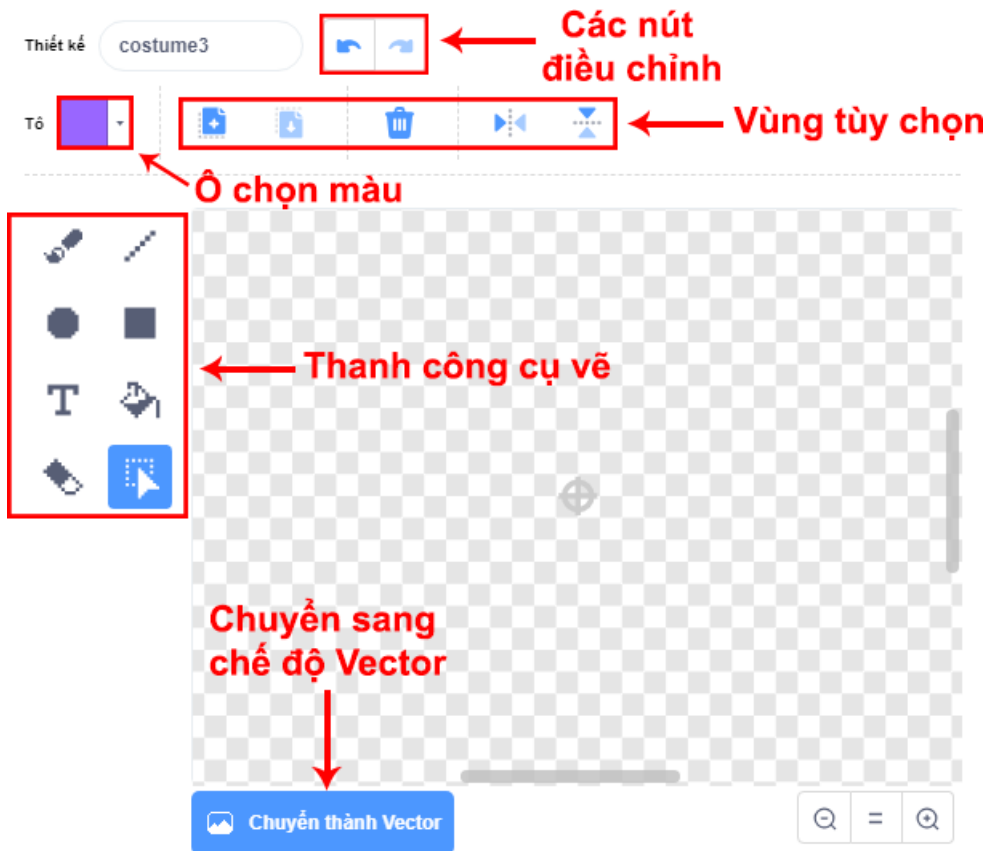 Thiết kế costume3
Các nút
điều chỉnh
Tô
Vùng tùy chọn
Ô chọn màu
Thanh công cụ vẽ
T
Chuyển sang
chế độ Vector
Chuyển thành Vector